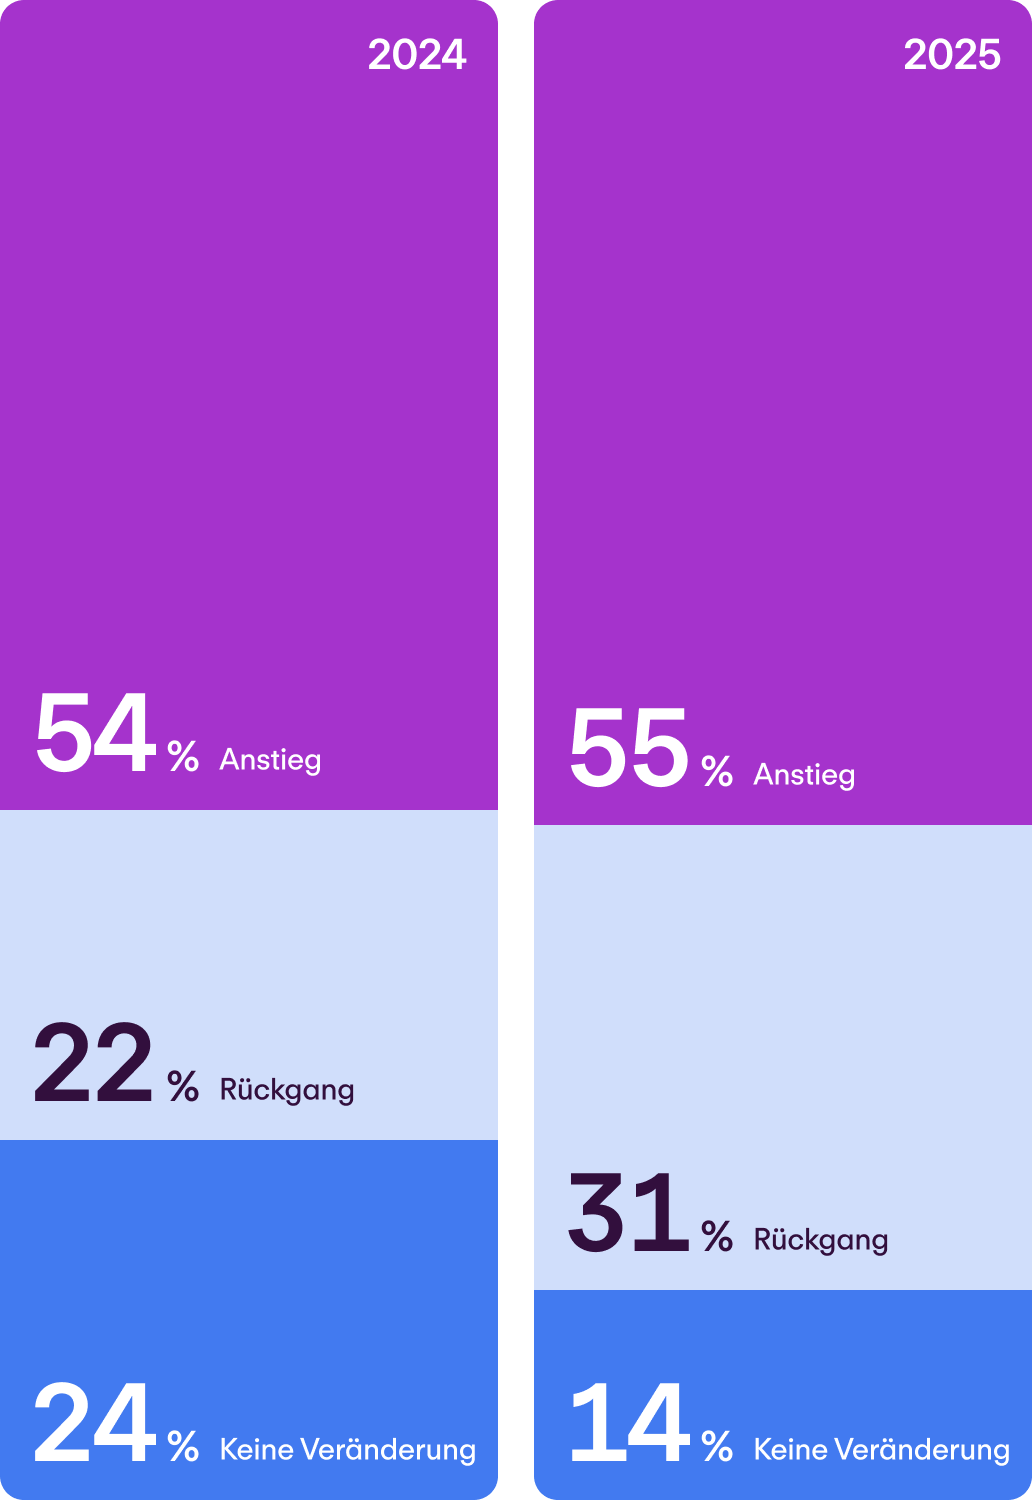 2024
54 % Anstieg
22 % Rückgang
24 % Keine Veränderung
2025
55 % Anstieg
31 % Rückgang
14 % Keine Veränderung